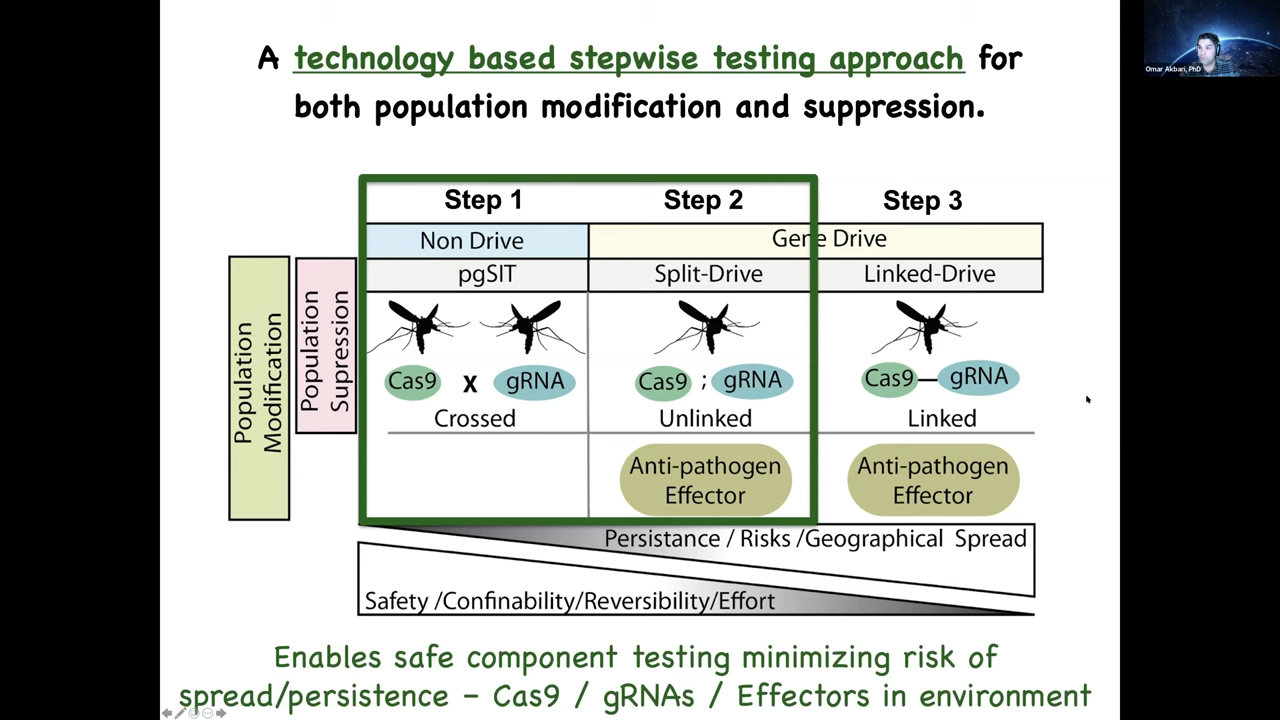 A technology based stepwise testing approach for
both population modification and suppression.
Omar Akbari, PhD
Step 1 Step 2 Step 3
Non Drive Gene Drive
pgSIT Split-Drive Linked-Drive
Population
Modification
Population
Supression
Cas9 X gRNA Cas9 ; gRNA Cas9 gRNA
Crossed Unlinked Linked
Anti-pathogen
Effector
Anti-pathogen
Effector
Persistance / Risks /Geographical Spread
Safety /Confinability/Reversibility/Effort
Enables safe component testing minimizing risk of
spread/persistence – Cas9 / gRNAs / Effectors in environment